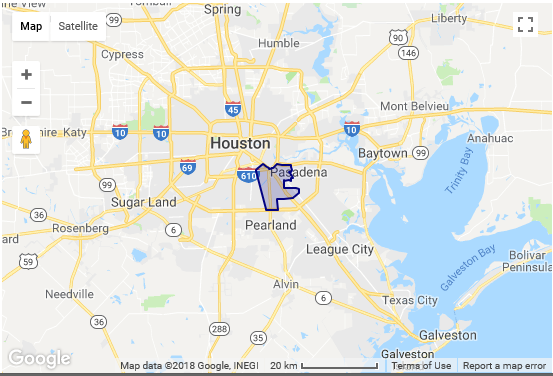 ine View
Spring
Liberty
Map
Satellite
Humble
90
146
Cypress
Mont Belvieu
45
Anahuac
Katy
10
10
10
Houston
Baytown
99
69
610
Pasadena
Trinity Bay
99
Sugar Land
36
Rosenberg
6
Pearland
League City
59
Galveston Bay
Bolivar
Peninsula
Needville
Alvin
6
Texas City
36
288
35
Galveston
Galveston
Google
Map data ©2018 Google, INEGI
20 km
Terms of Use
Report a map error